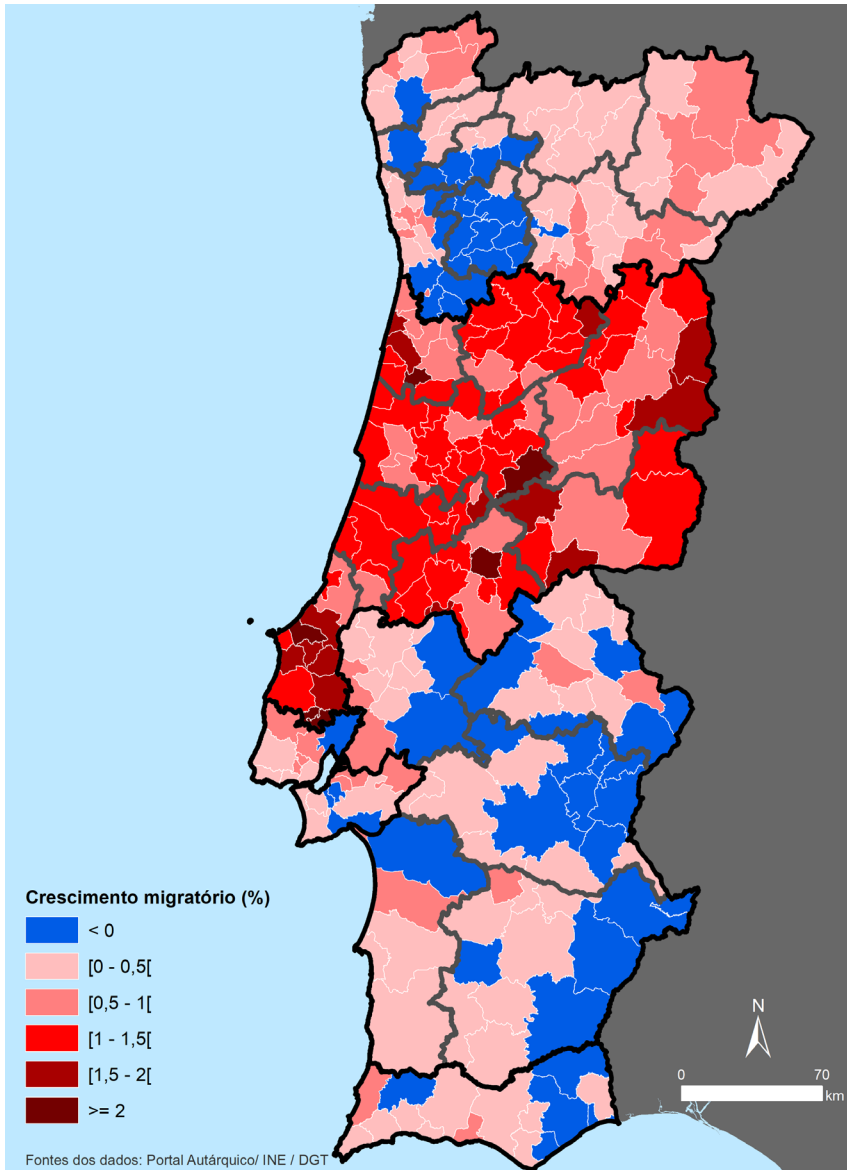 Crescimento migratório (%)
< 0
[0 - 0,5[
[0,5 - 1[
[1 - 1,5[
[1,5 - 2[
>= 2
N
0 70
km
Fontes dos dados: Portal Autárquico/ INE / DGT